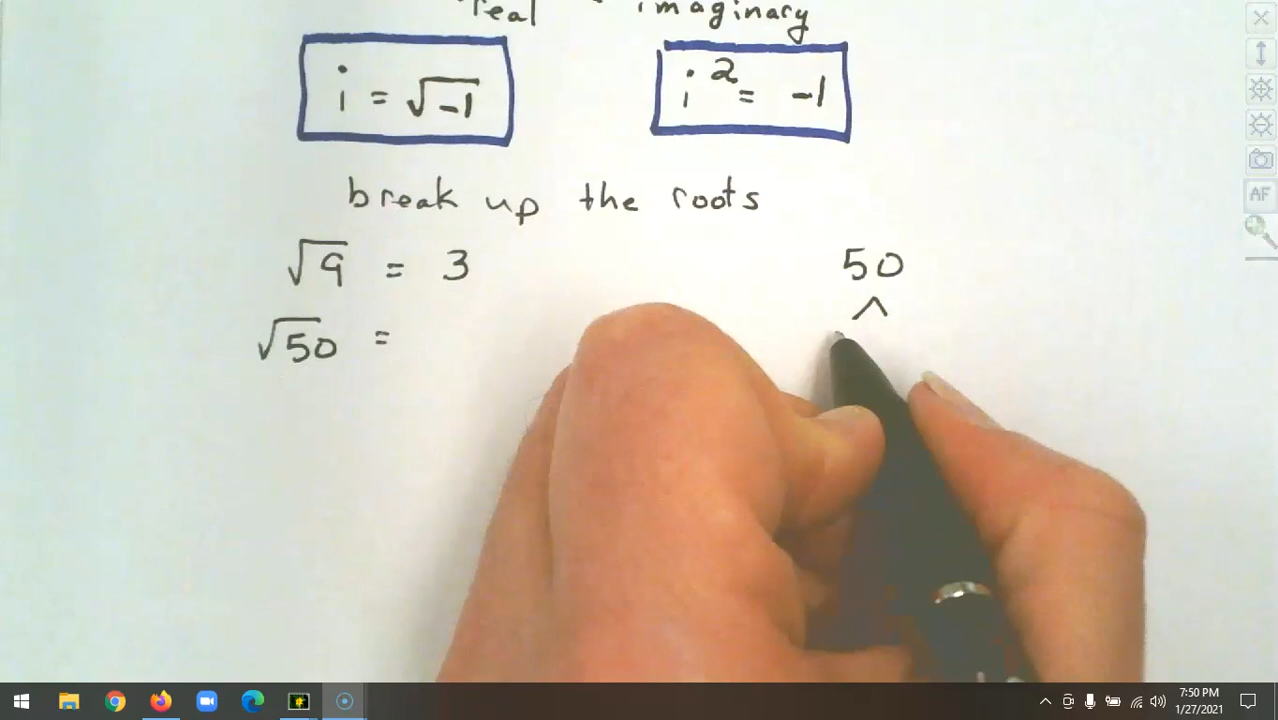 real imaginary
i = √-1 i² = -1
break up the roots
√9 = 3 50
√50 =
AF
7:50 PM
1/27/2021